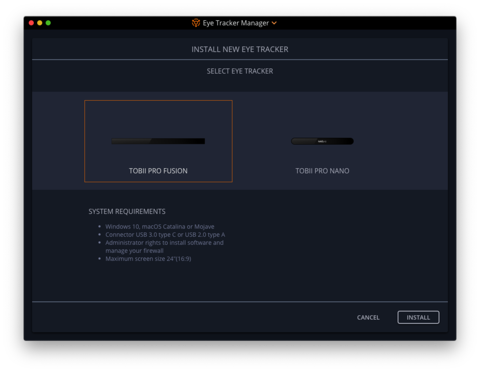 Eye Tracker Manager
INSTALL NEW EYE TRACKER
SELECT EYE TRACKER
TOBII PRO FUSION
TOBII PRO NANO
SYSTEM REQUIREMENTS
Windows 10, macOS Catalina or Mojave
Connector USB 3.0 type C or USB 2.0 type A
Administrator rights to install software and
manage your firewall
Maximum screen size 24"(16:9)
CANCEL
INSTALL